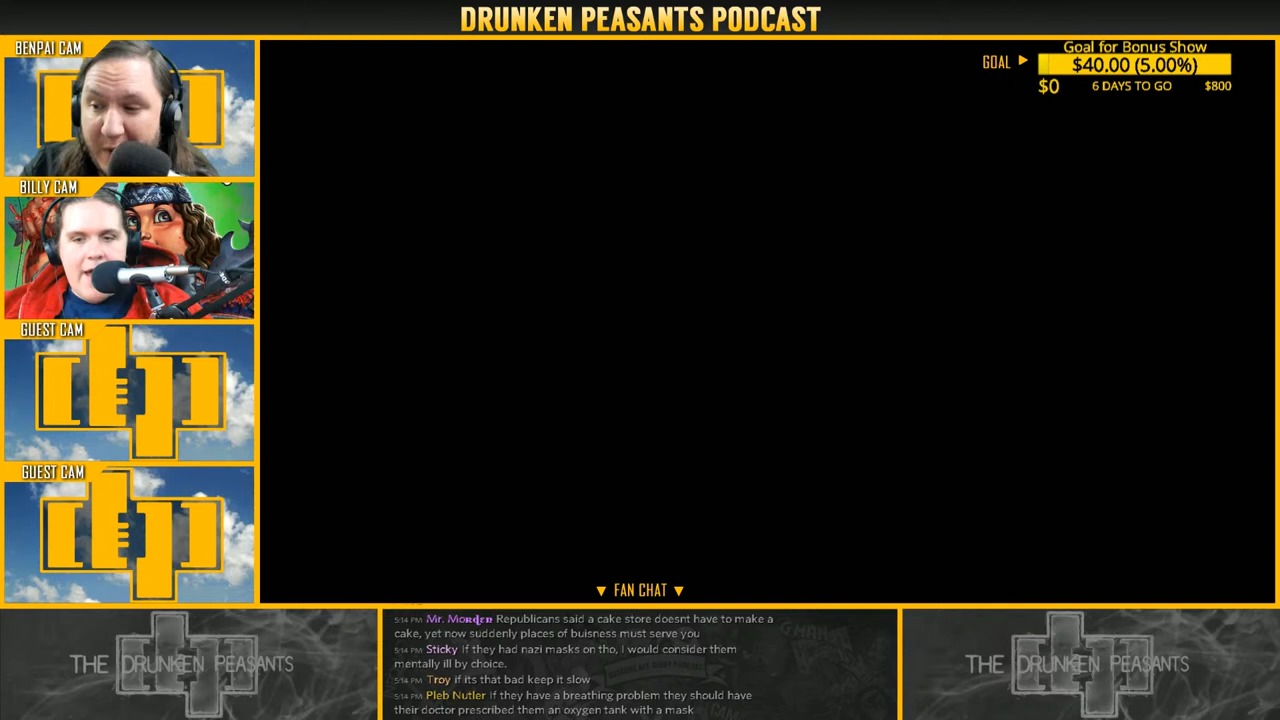 DRUNKEN PEASANTS PODCAST
BENPAI CAM
BILLY CAM
GUEST CAM
GUEST CAM
GOAL ▶
Goal for Bonus Show
$40.00 (5.00%)
$0 6 DAYS TO GO $800
▼ FAN CHAT ▼
5:14 PM Mr. Morden Republicans said a cake store doesnt have to make a
cake, yet now suddenly places of buisness must serve you
5:14 PM Sticky If they had nazi masks on tho, I would consider them
mentally ill by choice.
5:14 PM Troy if its that bad keep it slow
5:14 PM Pleb Nutler If they have a breathing problem they should have
their doctor prescribed them an oxygen tank with a mask
THE DRUNKEN PEASANTS
THE DRUNKEN PEASANTS